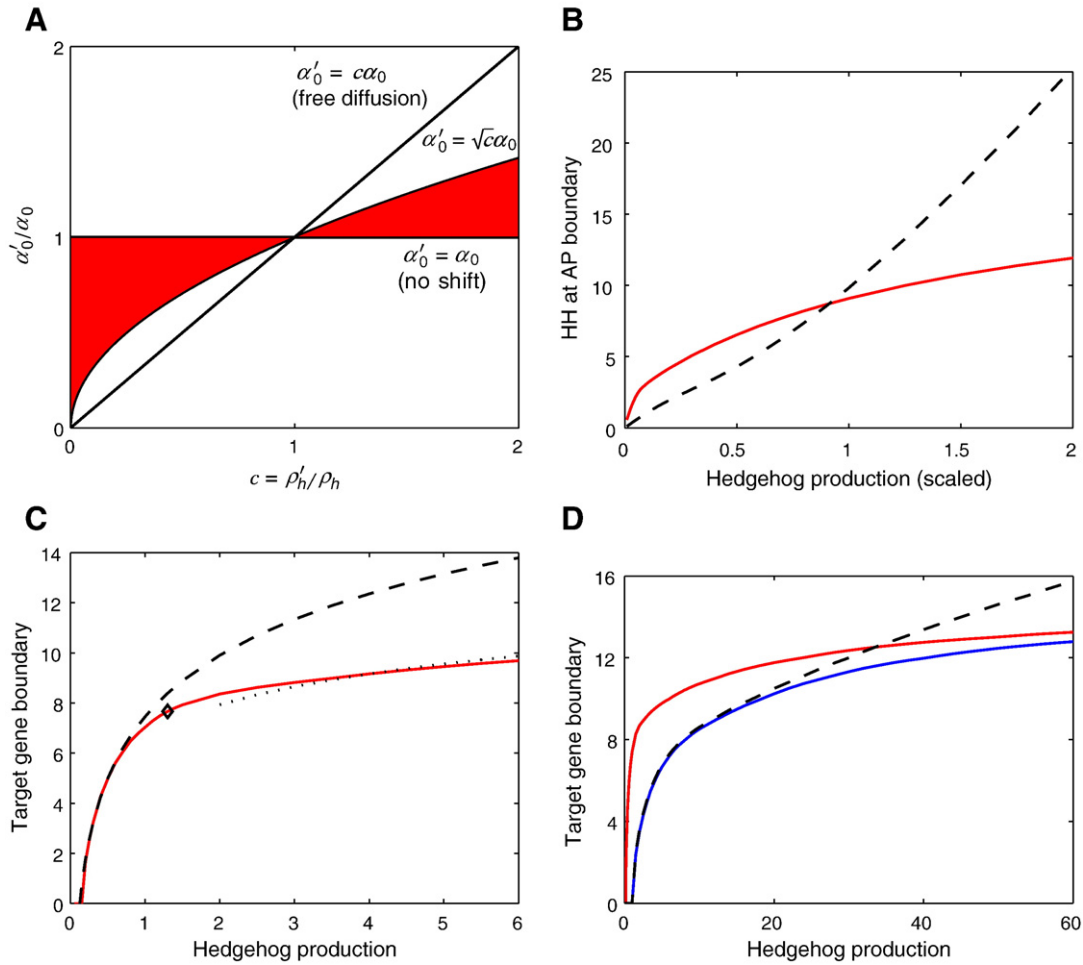 A
2
α′₀ = cα₀
(free diffusion)
α′₀ = √cα₀
α′₀/α₀
1
α′₀ = α₀
(no shift)
0
0
1
2
c = ρ′ₕ/ρₕ
B
25
20
15
10
5
0
HH at AP boundary
0
0.5
1
1.5
2
Hedgehog production (scaled)
C
14
12
10
8
6
4
2
0
Target gene boundary
0
1
2
3
4
5
6
Hedgehog production
D
16
12
8
4
0
Target gene boundary
0
20
40
60
Hedgehog production